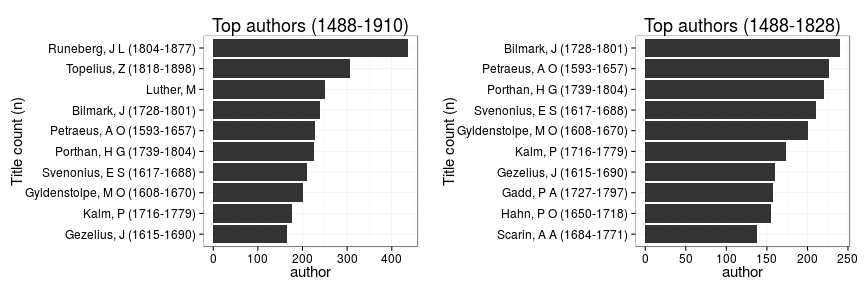 Top authors (1488-1910)
Title count (n)
Runeberg, J L (1804-1877)
Topelius, Z (1818-1898)
Luther, M
Bilmark, J (1728-1801)
Petraeus, A O (1593-1657)
Porthan, H G (1739-1804)
Svenonius, E S (1617-1688)
Gyldenstolpe, M O (1608-1670)
Kalm, P (1716-1779)
Gezelius, J (1615-1690)
0 100 200 300 400
author
Top authors (1488-1828)
Title count (n)
Bilmark, J (1728-1801)
Petraeus, A O (1593-1657)
Porthan, H G (1739-1804)
Svenonius, E S (1617-1688)
Gyldenstolpe, M O (1608-1670)
Kalm, P (1716-1779)
Gezelius, J (1615-1690)
Gadd, P A (1727-1797)
Hahn, P O (1650-1718)
Scarin, A A (1684-1771)
0 50 100 150 200 250
author